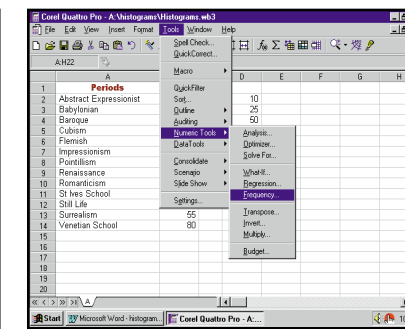 Corel Quattro Pro - A:\histograms\Histograms.wb3
File Edit View Insert Format Tools Window Help
A:H22
A D E F G H
1 Periods
2 Abstract Expressionist 10
3 Babylonian 25
4 Baroque 50
5 Cubism
6 Flemish
7 Impressionism
8 Pointillism
9 Renaissance
10 Romanticism
11 St Ives School
12 Still Life
13 Surrealism 55
14 Venetian School 80
15
16
17
18
19
20
Spell Check...
QuickCorrect...
Macro
QuickFilter
Sort...
Outline
Auditing
Numeric Tools
DataTools
Consolidate
Scenario
Slide Show
Settings...
Analysis...
Optimizer...
Solve For...
What-If...
Regression...
Frequency...
Transpose...
Invert...
Multiply...
Budget...
A
Start Microsoft Word - histogram... Corel Quattro Pro - A:... 10